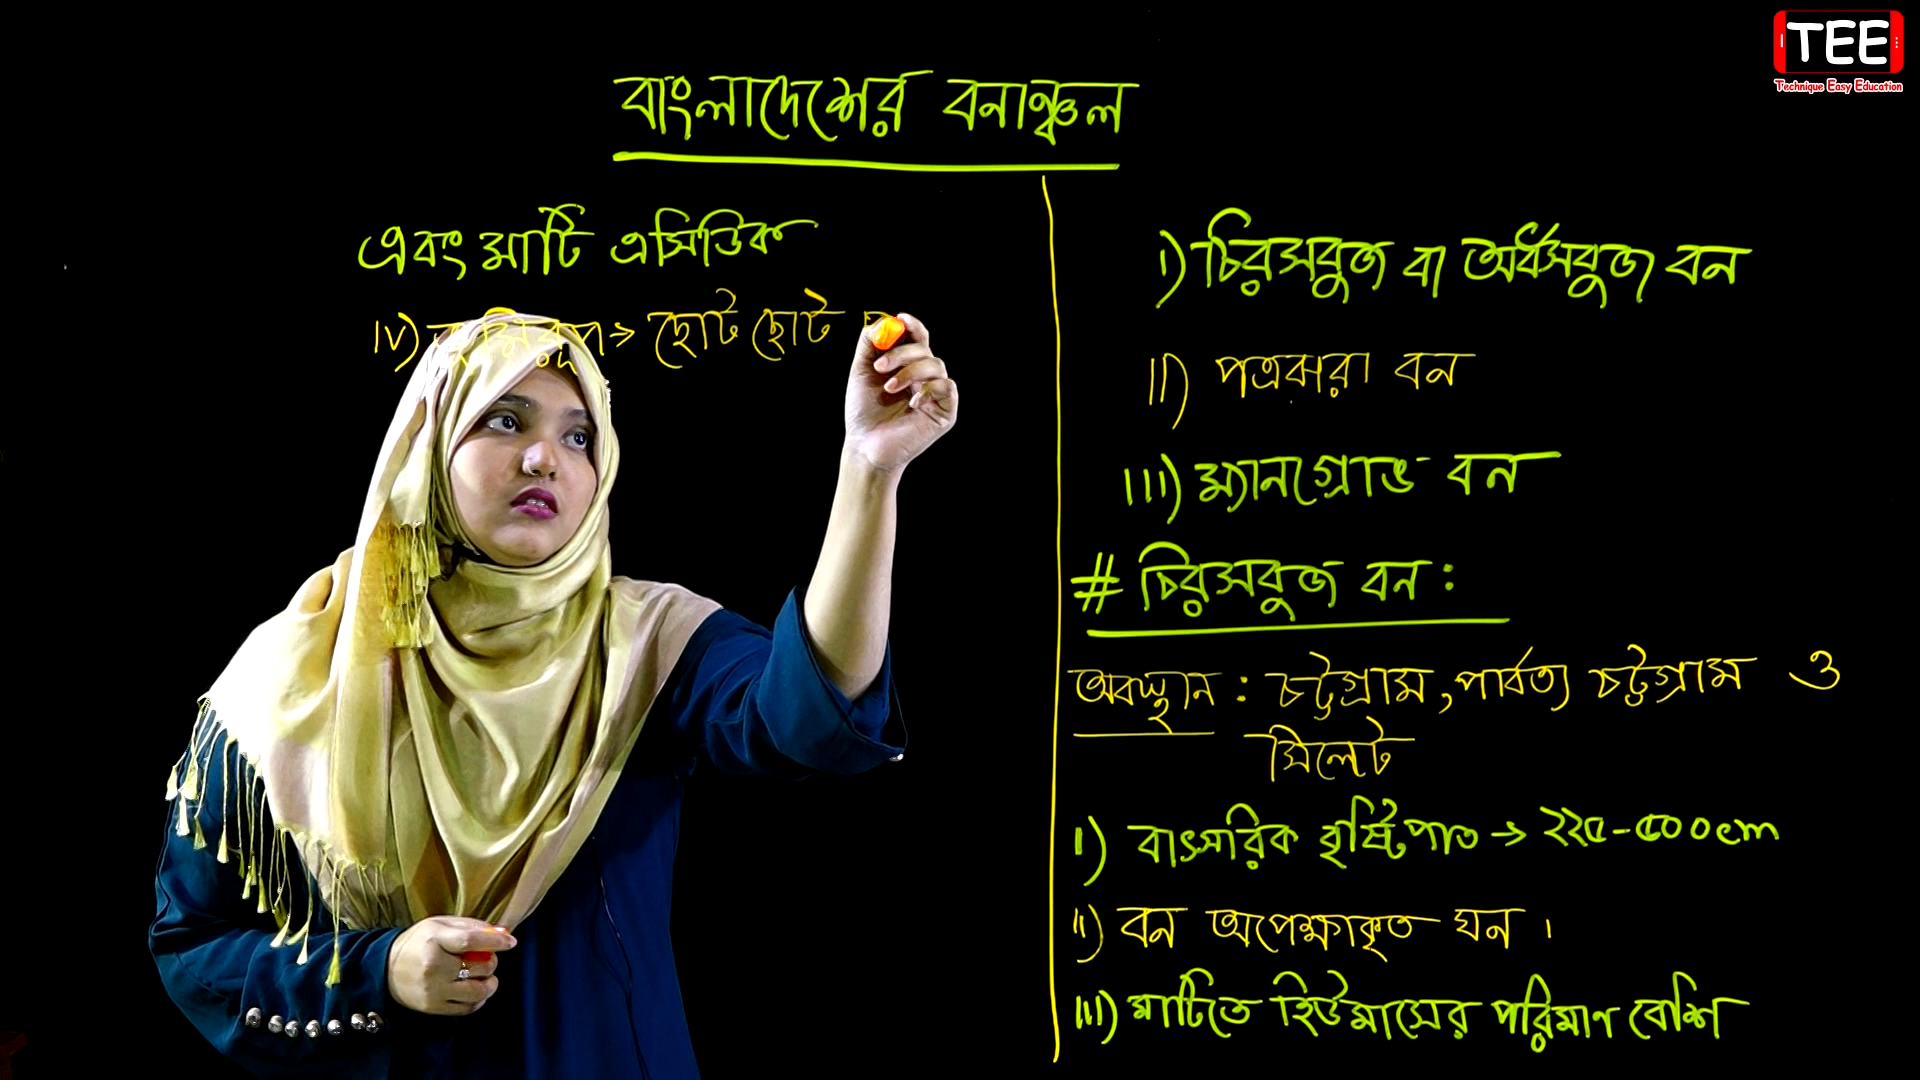 TEE
Technique Easy Education
বাংলাদেশের বনাঞ্চল
i) চিরসবুজ বা অর্ধসবুজ বন
ii) পত্রঝরা বন
iii) ম্যানগ্রোভ বন
# চিরসবুজ বন :
অবস্থান : চট্টগ্রাম, পার্বত্য চট্টগ্রাম ও
সিলেট
i) বাৎসরিক বৃষ্টিপাত → ২২৫-৫০০cm
ii) বন অপেক্ষাকৃত ঘন।
iii) মাটিতে হিউমাসের পরিমাণ বেশি
এবং মাটি এসিডিক
iv) ভূমিরূপ → ছোট ছোট